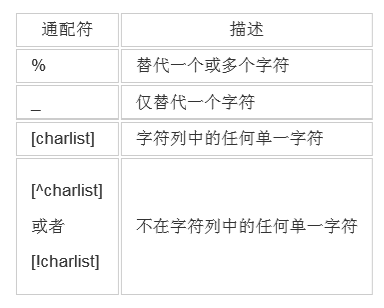 通配符 描述
% 替代一个或多个字符
_ 仅替代一个字符
[charlist] 字符列中的任何单一字符
[^charlist]
或者
[!charlist]
不在字符列中的任何单一字符